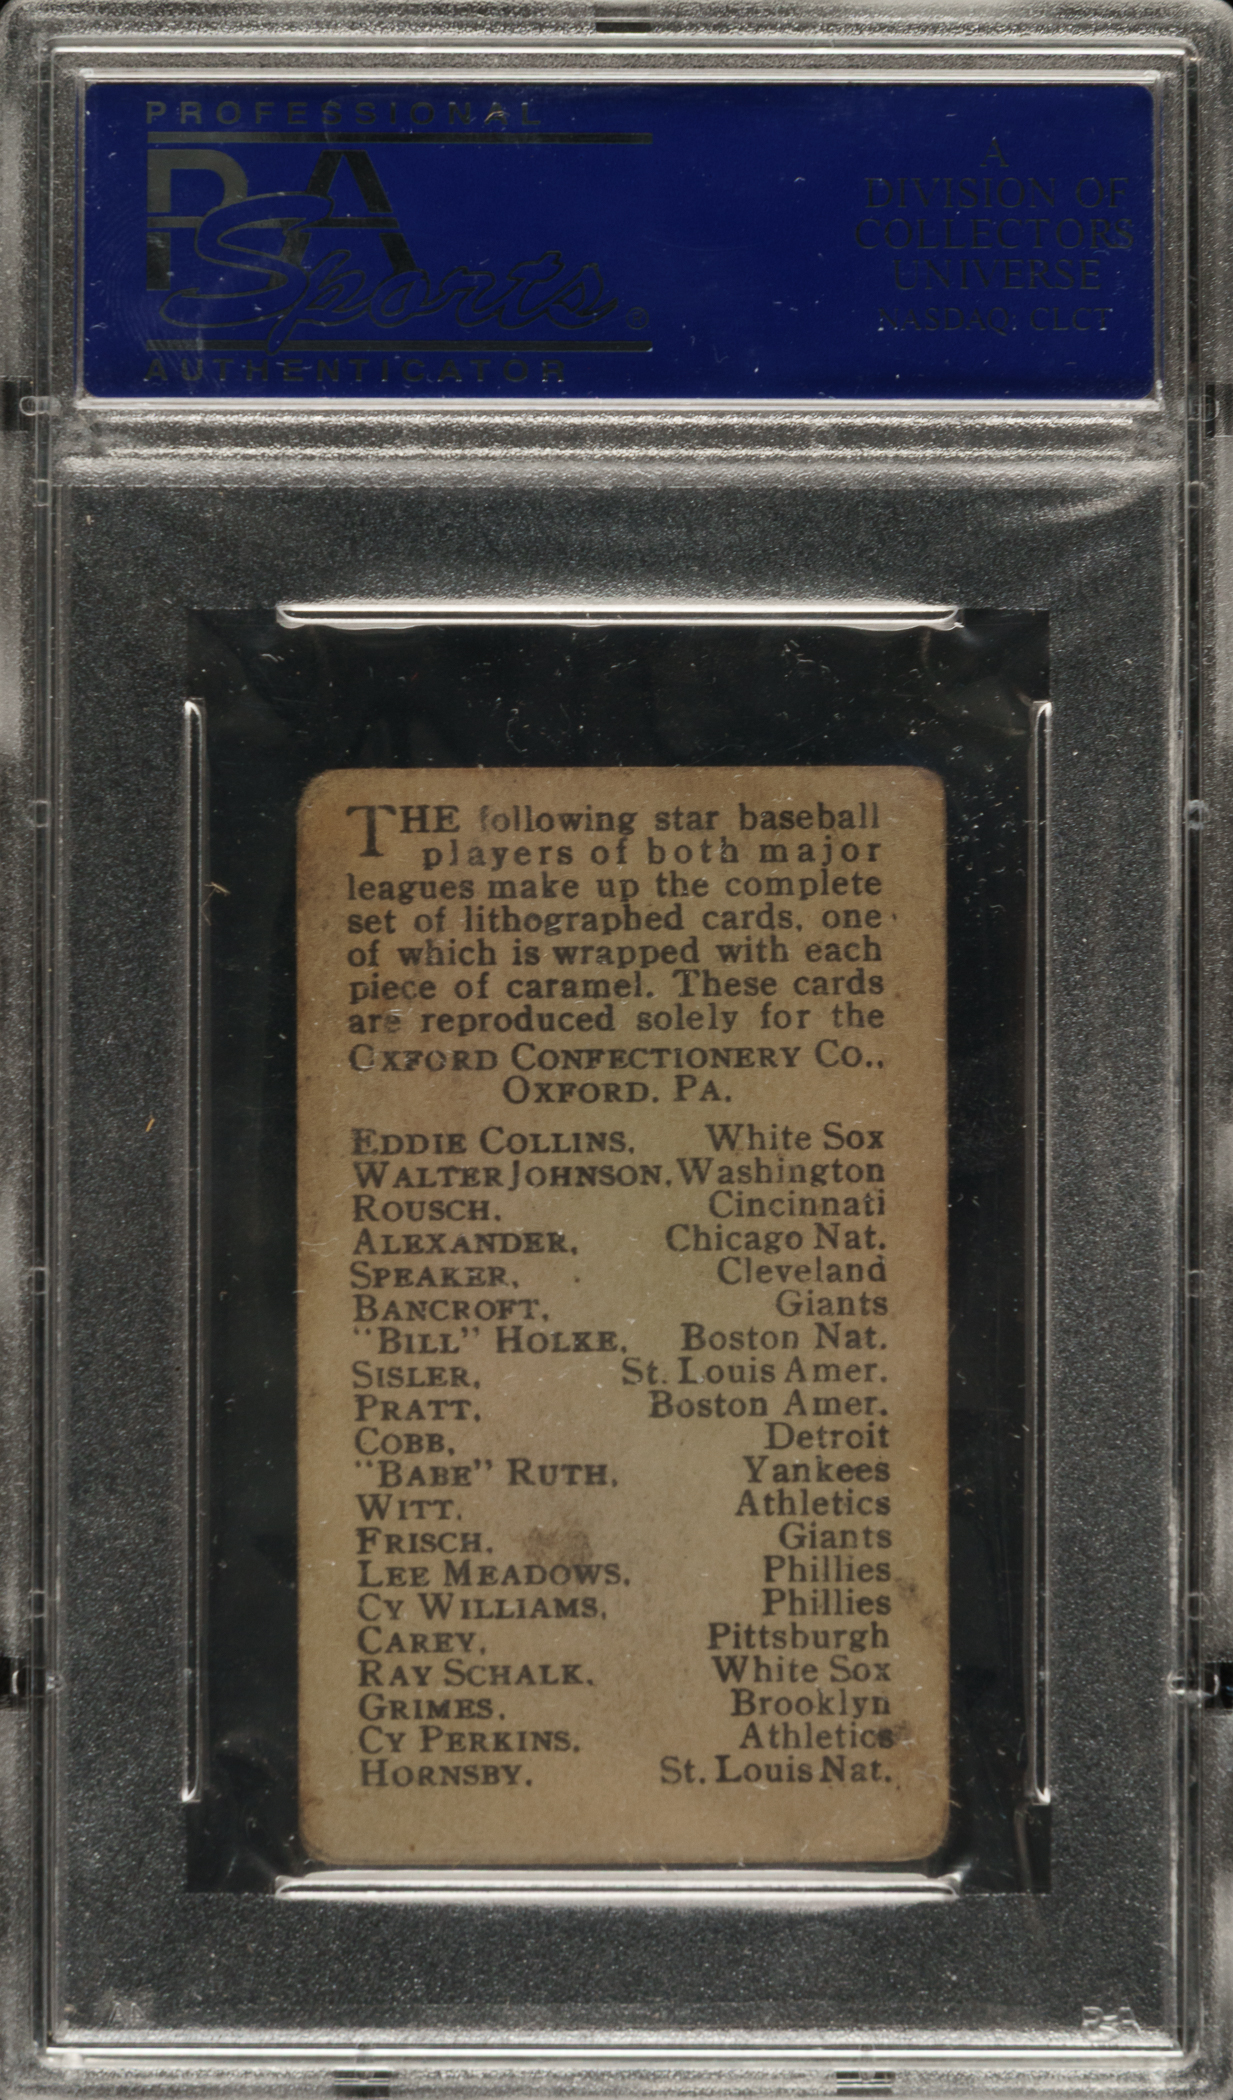 PROFESSIONAL
PSA
Sports
AUTHENTICATOR
A
DIVISION OF
COLLECTORS
UNIVERSE
NASDAQ: CLCT
THE following star baseball
players of both major
leagues make up the complete
set of lithographed cards, one
of which is wrapped with each
piece of caramel. These cards
are reproduced solely for the
OXFORD CONFECTIONERY CO.,
OXFORD, PA.
EDDIE COLLINS, White Sox
WALTER JOHNSON, Washington
ROUSCH, Cincinnati
ALEXANDER, Chicago Nat.
SPEAKER, Cleveland
BANCROFT, Giants
"BILL" HOLKE, Boston Nat.
SISLER, St. Louis Amer.
PRATT, Boston Amer.
COBB, Detroit
"BABE" RUTH, Yankees
WITT, Athletics
FRISCH, Giants
LEE MEADOWS, Phillies
CY WILLIAMS, Phillies
CAREY, Pittsburgh
RAY SCHALK, White Sox
GRIMES, Brooklyn
CY PERKINS, Athletics
HORNSBY, St. Louis Nat.
PSA